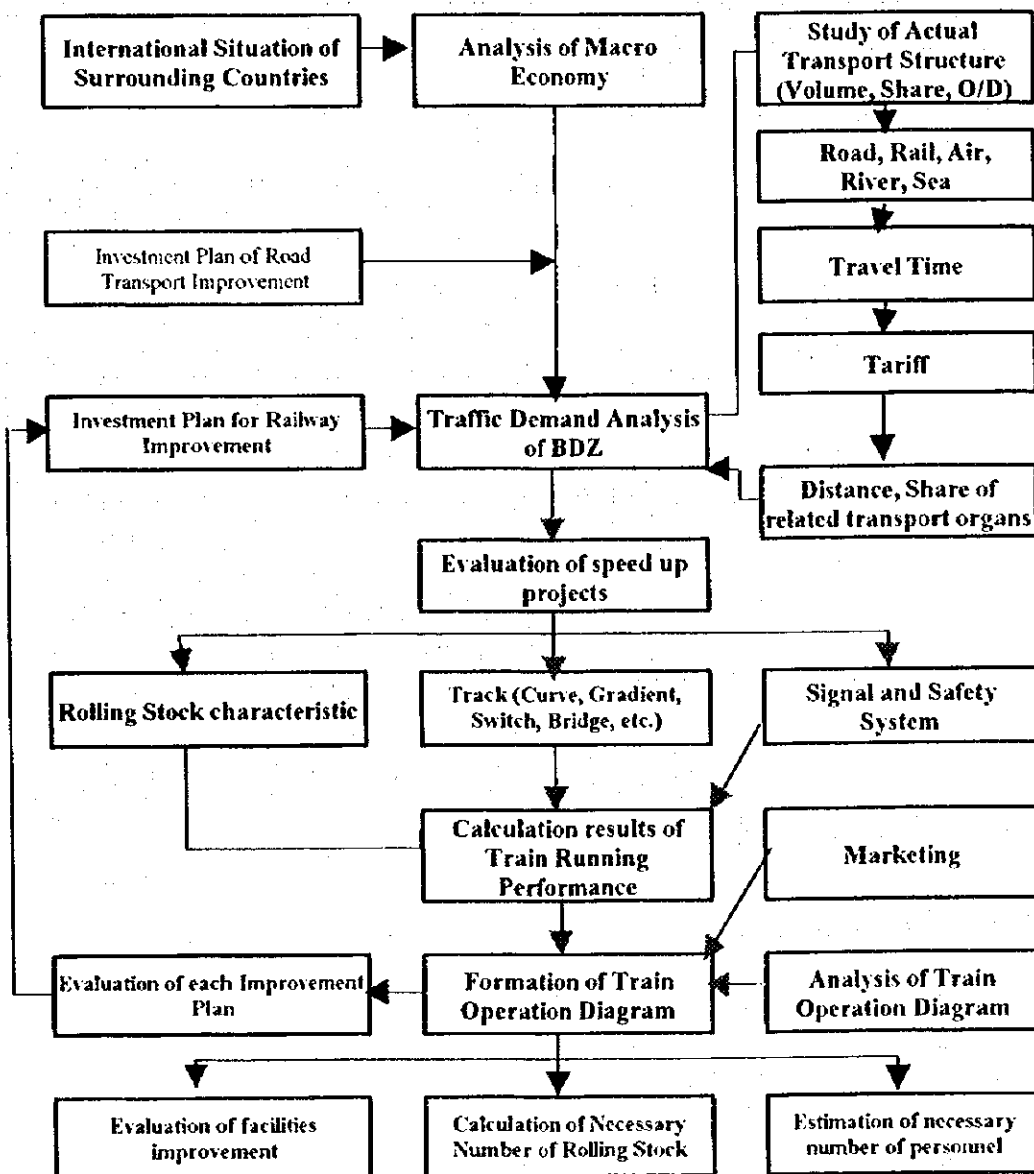 International Situation of
Surrounding Countries
Analysis of Macro
Economy
Study of Actual
Transport Structure
(Volume, Share, O/D)
Road, Rail, Air,
River, Sea
Investment Plan of Road
Transport Improvement
Travel Time
Tariff
Investment Plan for Railway
Improvement
Traffic Demand Analysis
of BDZ
Distance, Share of
related transport organs
Evaluation of speed up
projects
Rolling Stock characteristic
Track (Curve, Gradient,
Switch, Bridge, etc.)
Signal and Safety
System
Calculation results of
Train Running
Performance
Marketing
Evaluation of each Improvement
Plan
Formation of Train
Operation Diagram
Analysis of Train
Operation Diagram
Evaluation of facilities
improvement
Calculation of Necessary
Number of Rolling Stock
Estimation of necessary
number of personnel